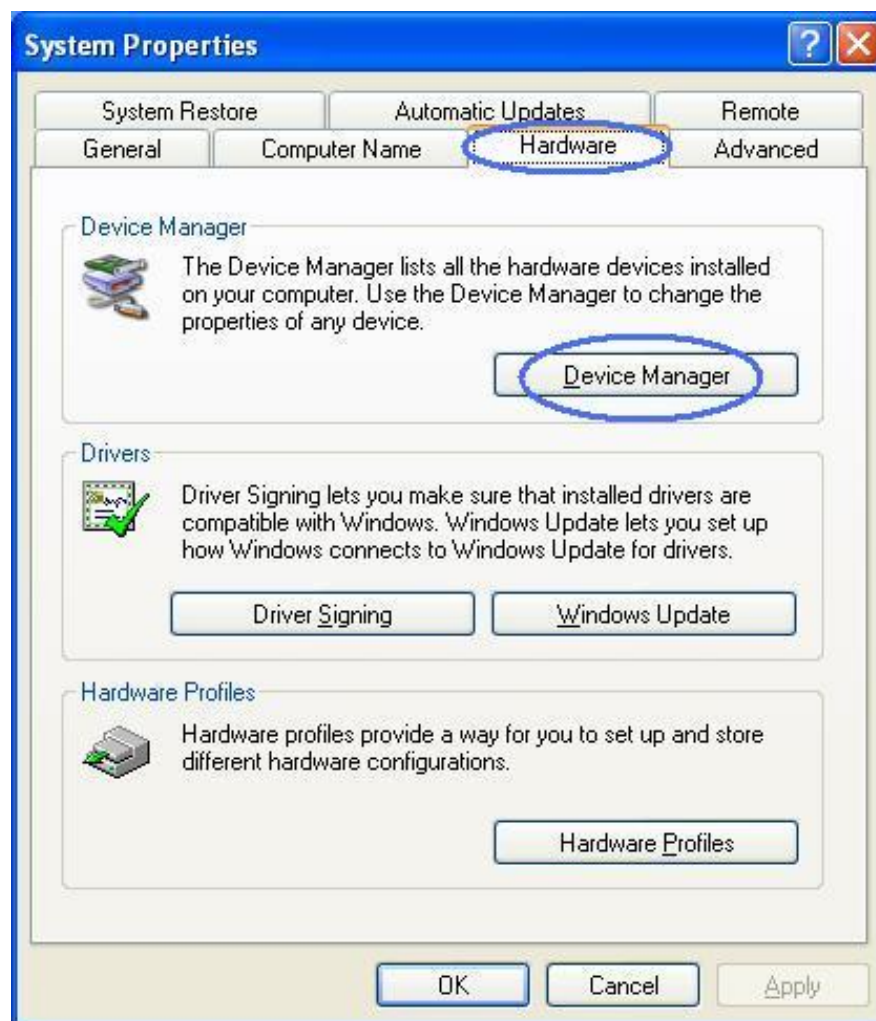 System Properties
System Restore
Automatic Updates
Remote
General
Computer Name
Hardware
Advanced
Device Manager
The Device Manager lists all the hardware devices installed
on your computer. Use the Device Manager to change the
properties of any device.
Device Manager
Drivers
Driver Signing lets you make sure that installed drivers are
compatible with Windows. Windows Update lets you set up
how Windows connects to Windows Update for drivers.
Driver Signing
Windows Update
Hardware Profiles
Hardware profiles provide a way for you to set up and store
different hardware configurations.
Hardware Profiles
OK
Cancel
Apply